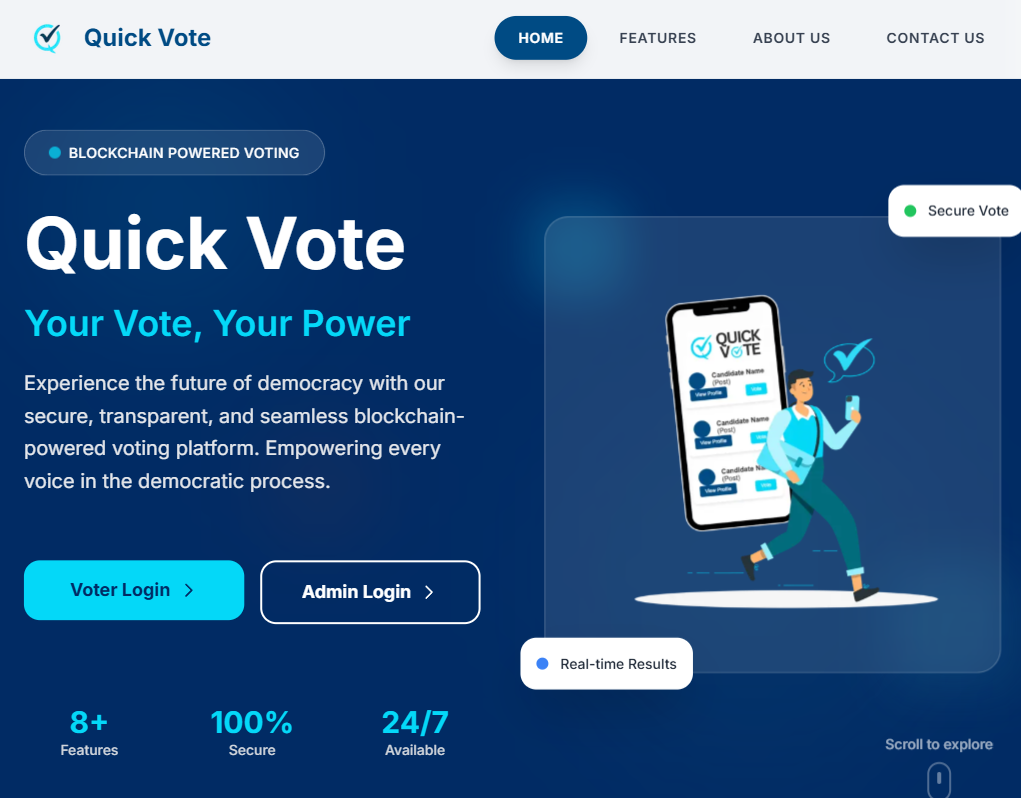 Quick Vote
HOME
FEATURES
ABOUT US
CONTACT US
BLOCKCHAIN POWERED VOTING
Quick Vote
Your Vote, Your Power
Experience the future of democracy with our
secure, transparent, and seamless blockchain-
powered voting platform. Empowering every
voice in the democratic process.
Voter Login
Admin Login
8+
Features
100%
Secure
24/7
Available
Secure Vote
QUICK
VOTE
Candidate Name
(Post)
View Profile
Vote
Candidate Name
(Post)
View Profile
Vote
Candidate Na
(Post)
View Profile
Vote
Real-time Results
Scroll to explore